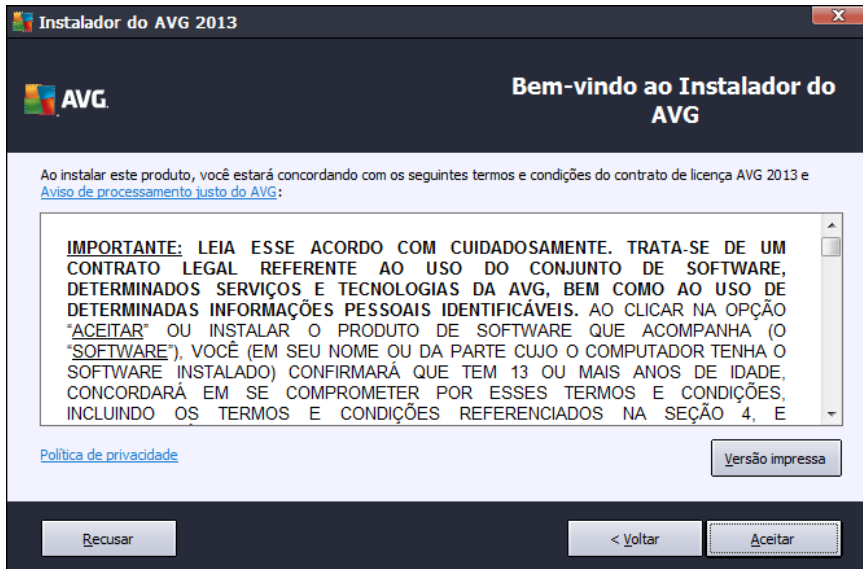 Instalador do AVG 2013
AVG.
Bem-vindo ao Instalador do
AVG
Ao instalar este produto, você estará concordando com os seguintes termos e condições do contrato de licença AVG 2013 e
Aviso de processamento justo do AVG:
IMPORTANTE: LEIA ESSE ACORDO COM CUIDADOSAMENTE. TRATA-SE DE UM
CONTRATO LEGAL REFERENTE AO USO DO CONJUNTO DE SOFTWARE,
DETERMINADOS SERVIÇOS E TECNOLOGIAS DA AVG, BEM COMO AO USO DE
DETERMINADAS INFORMAÇÕES PESSOAIS IDENTIFICÁVEIS. AO CLICAR NA OPÇÃO
“ACEITAR” OU INSTALAR O PRODUTO DE SOFTWARE QUE ACOMPANHA (O
“SOFTWARE”), VOCÊ (EM SEU NOME OU DA PARTE CUJO O COMPUTADOR TENHA O
SOFTWARE INSTALADO) CONFIRMARÁ QUE TEM 13 OU MAIS ANOS DE IDADE,
CONCORDARÁ EM SE COMPROMETER POR ESSES TERMOS E CONDIÇÕES,
INCLUINDO OS TERMOS E CONDIÇÕES REFERENCIADOS NA SEÇÃO 4, E
Política de privacidade
Versão impressa
Recusar
< Voltar
Aceitar